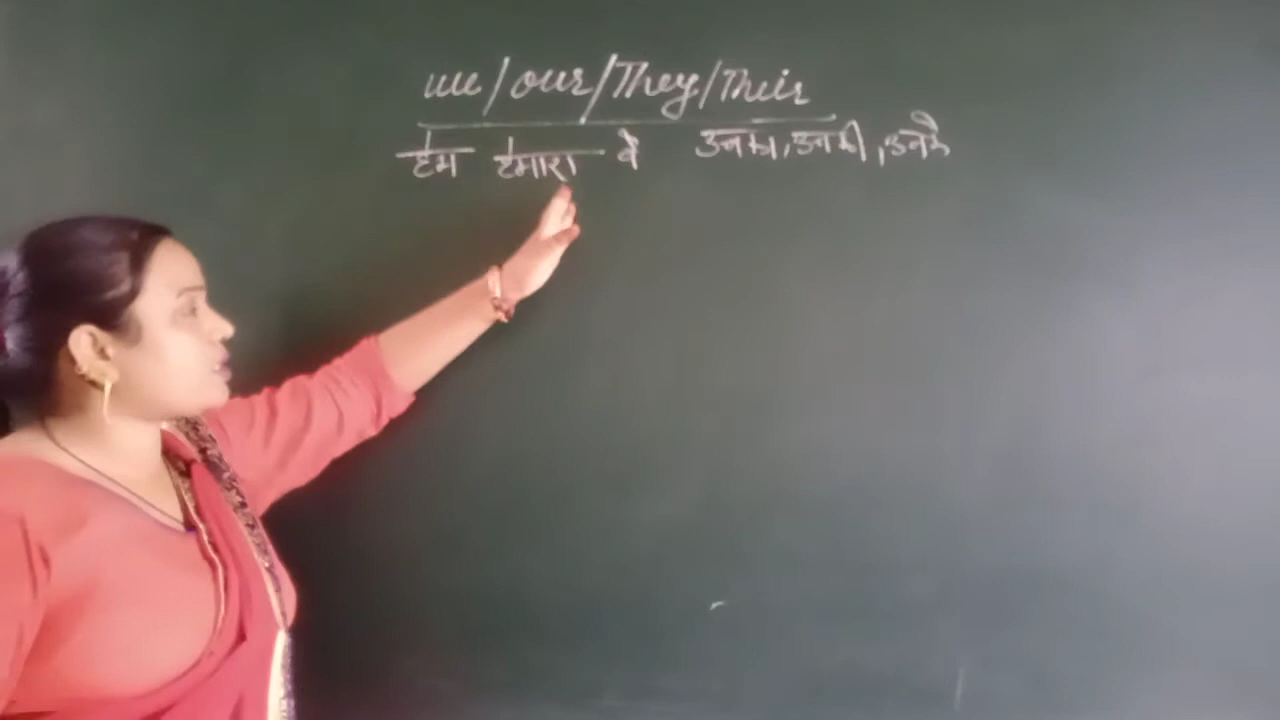 we/our/They/Their
हम हमारा वे उनका, उनकी, उनके